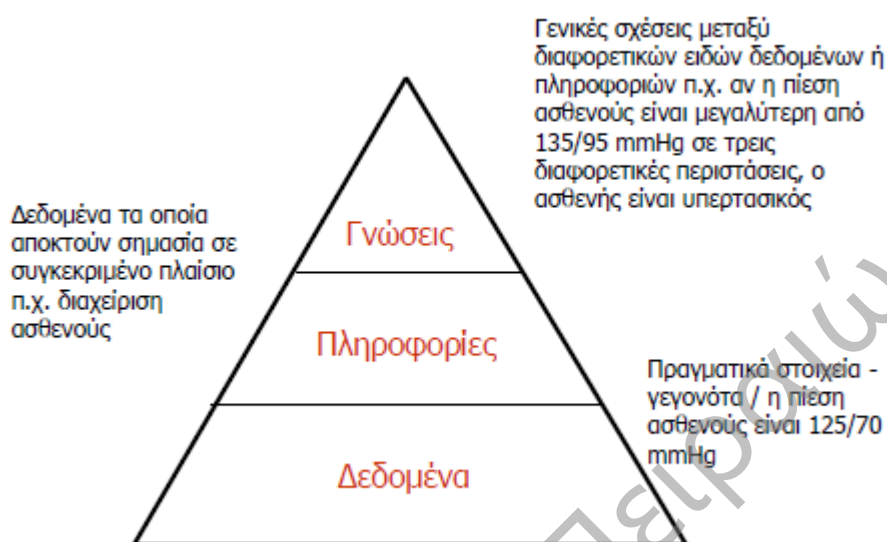 Γενικές σχέσεις μεταξύ
διαφορετικών ειδών δεδομένων ή
πληροφοριών π.χ. αν η πίεση
ασθενούς είναι μεγαλύτερη από
135/95 mmHg σε τρεις
διαφορετικές περιστάσεις, ο
ασθενής είναι υπερτασικός
Δεδομένα τα οποία
αποκτούν σημασία σε
συγκεκριμένο πλαίσιο
π.χ. διαχείριση
ασθενούς
Γνώσεις
Πληροφορίες
Πραγματικά στοιχεία -
γεγονότα / η πίεση
ασθενούς είναι 125/70
mmHg
Δεδομένα